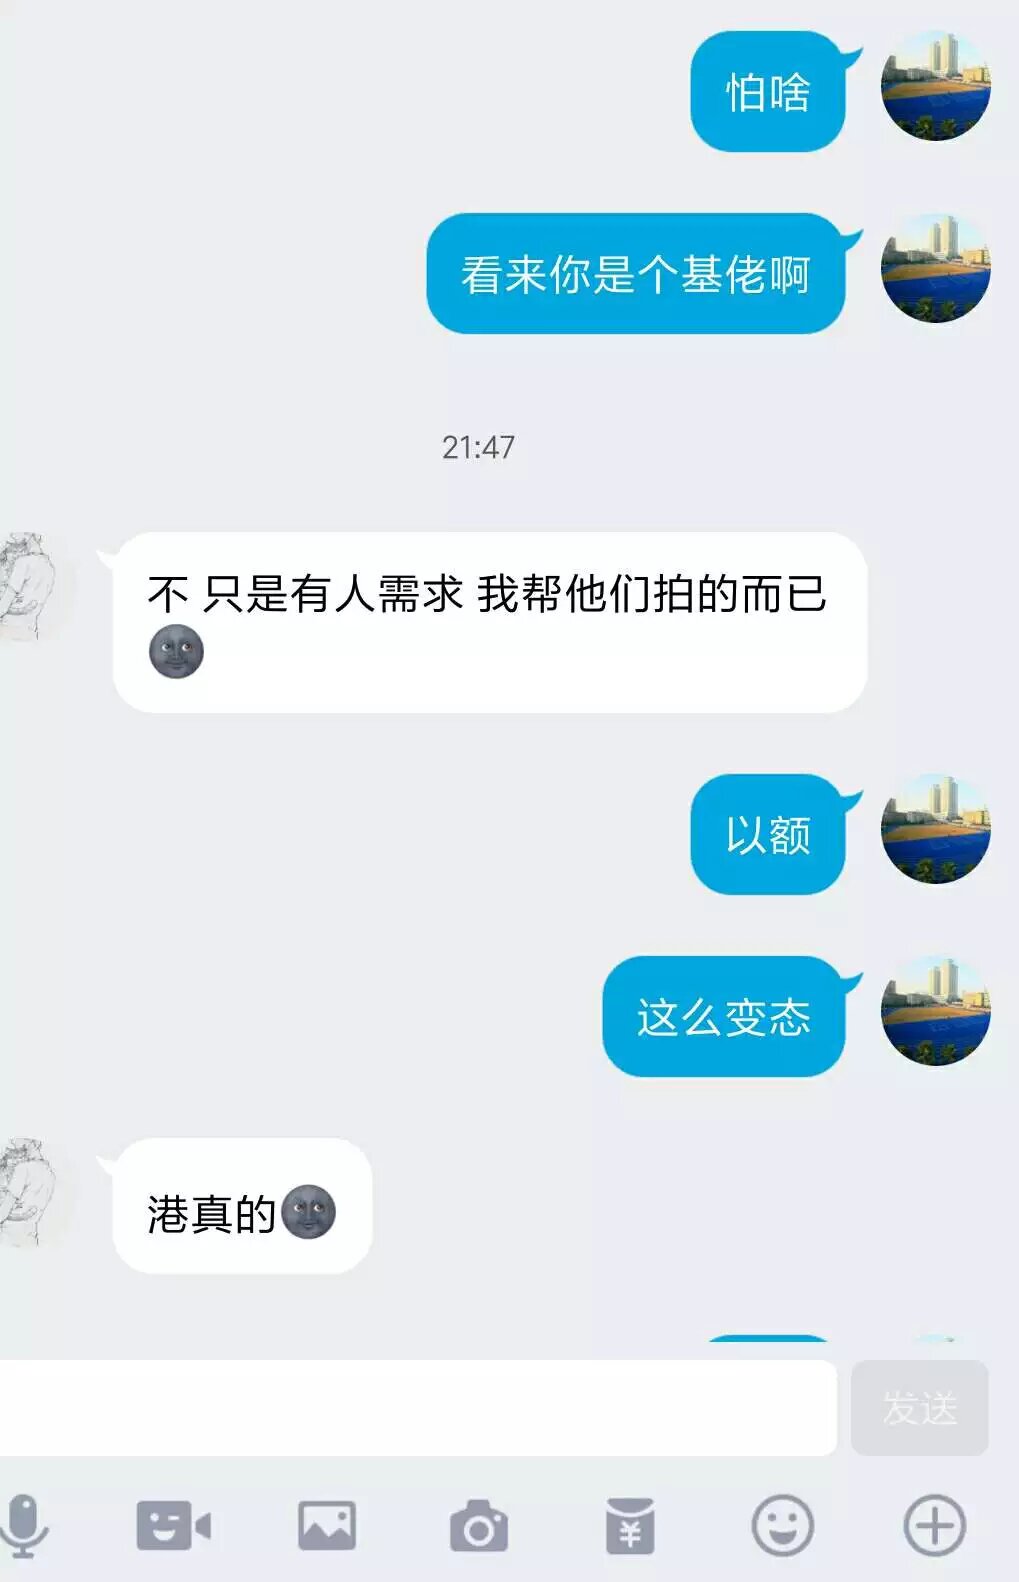 怕啥
看来你是个基佬啊
21:47
不 只是有人需求 我帮他们拍的而已
以额
这么变态
港真的
发送